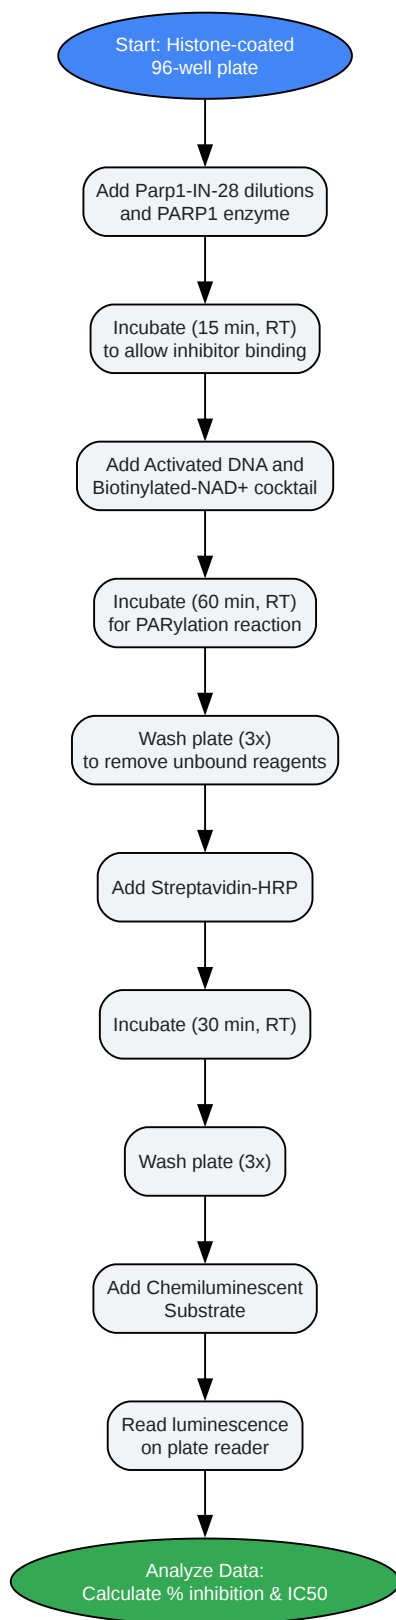 Start: Histone-coated
96-well plate
Add Parp1-IN-28 dilutions
and PARP1 enzyme
Incubate (15 min, RT)
to allow inhibitor binding
Add Activated DNA and
Biotinylated-NAD+ cocktail
Incubate (60 min, RT)
for PARylation reaction
Wash plate (3x)
to remove unbound reagents
Add Streptavidin-HRP
Incubate (30 min, RT)
Wash plate (3x)
Add Chemiluminescent
Substrate
Read luminescence
on plate reader
Analyze Data:
Calculate % inhibition & IC50